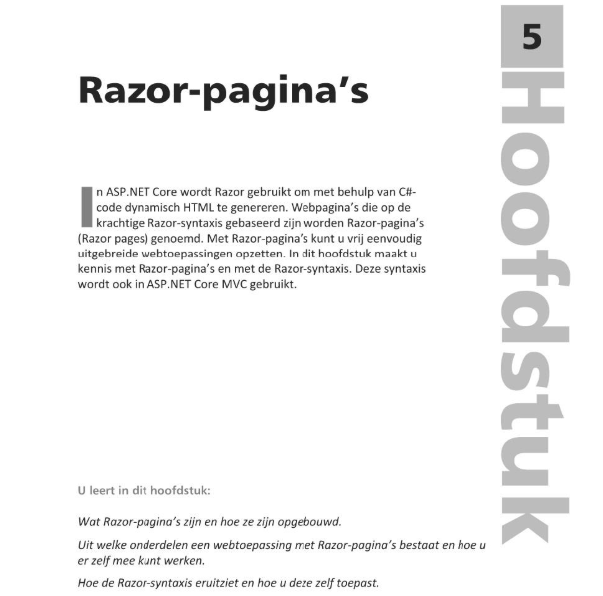 5
Hoofdstuk
Razor-pagina’s
In ASP.NET Core wordt Razor gebruikt om met behulp van C#-
code dynamisch HTML te genereren. Webpagina’s die op de
krachtige Razor-syntaxis gebaseerd zijn worden Razor-pagina’s
(Razor pages) genoemd. Met Razor-pagina’s kunt u vrij eenvoudig
uitgebreide webtoepassingen opzetten. In dit hoofdstuk maakt u
kennis met Razor-pagina’s en met de Razor-syntaxis. Deze syntaxis
wordt ook in ASP.NET Core MVC gebruikt.
U leert in dit hoofdstuk:
Wat Razor-pagina’s zijn en hoe ze zijn opgebouwd.
Uit welke onderdelen een webtoepassing met Razor-pagina’s bestaat en hoe u
er zelf mee kunt werken.
Hoe de Razor-syntaxis eruitziet en hoe u deze zelf toepast.